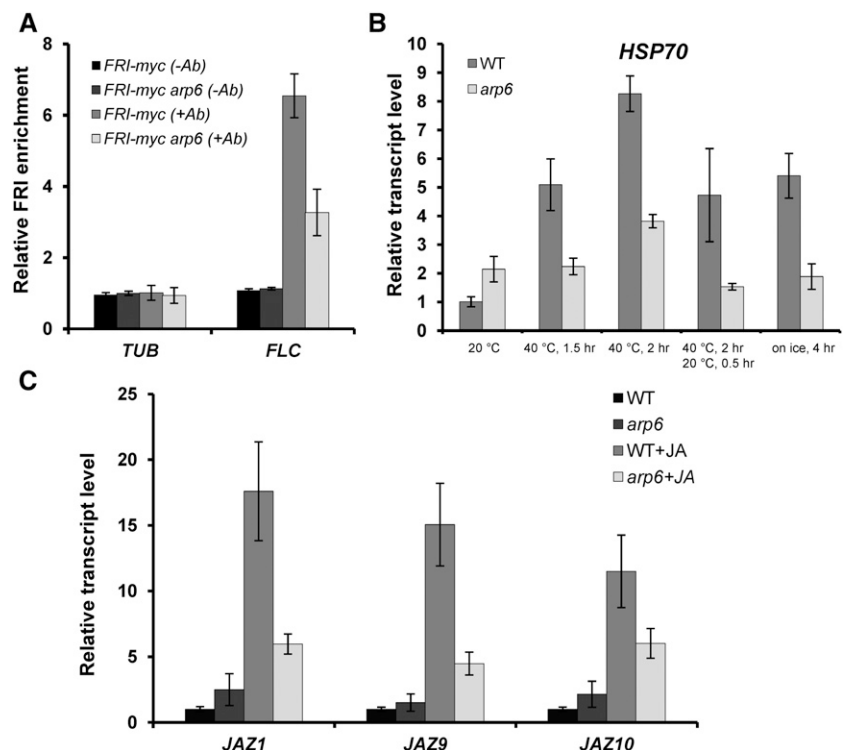 A
Relative FRI enrichment
8
6
4
2
0
FRI-myc (-Ab)
FRI-myc arp6 (-Ab)
FRI-myc (+Ab)
FRI-myc arp6 (+Ab)
TUB
FLC
B
HSP70
Relative transcript level
10
9
8
7
6
5
4
3
2
1
0
WT
arp6
20 °C
40 °C, 1.5 hr
40 °C, 2 hr
40 °C, 2 hr
20 °C, 0.5 hr
on ice, 4 hr
C
Relative transcript level
25
20
15
10
5
0
WT
arp6
WT+JA
arp6+JA
JAZ1
JAZ9
JAZ10